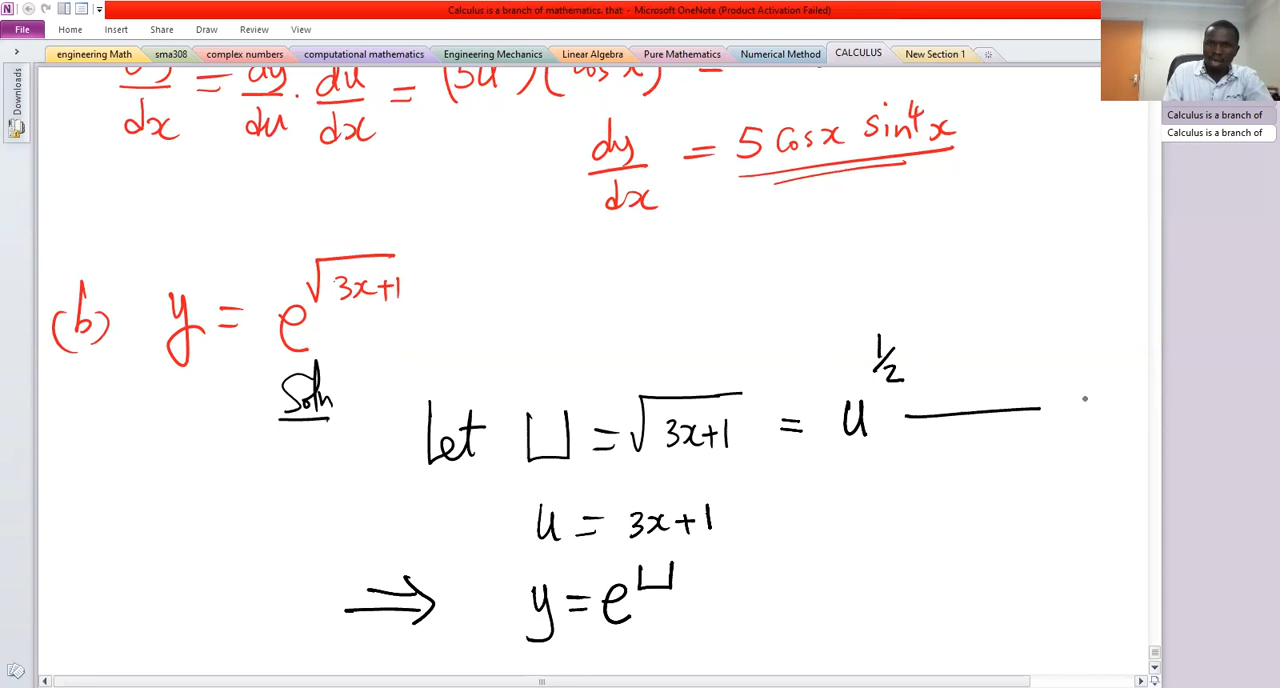 Calculus is a branch of mathematics. that - Microsoft OneNote (Product Activation Failed)
File Home Insert Share Draw Review View
engineering Math sma308 complex numbers computational mathematics Engineering Mechanics Linear Algebra Pure Mathematics Numerical Method CALCULUS New Section 1
Downloads
Calculus is a branch of
Calculus is a branch of
dy/dx = dy/du . du/dx = (5u )(cos x) =
dy/dx = 5 cosx sin⁴x
(b) y = e^√(3x+1)
Soln
Let ⊔ = √(3x+1) = u^1/2
u = 3x+1
⇒ y = e^⊔